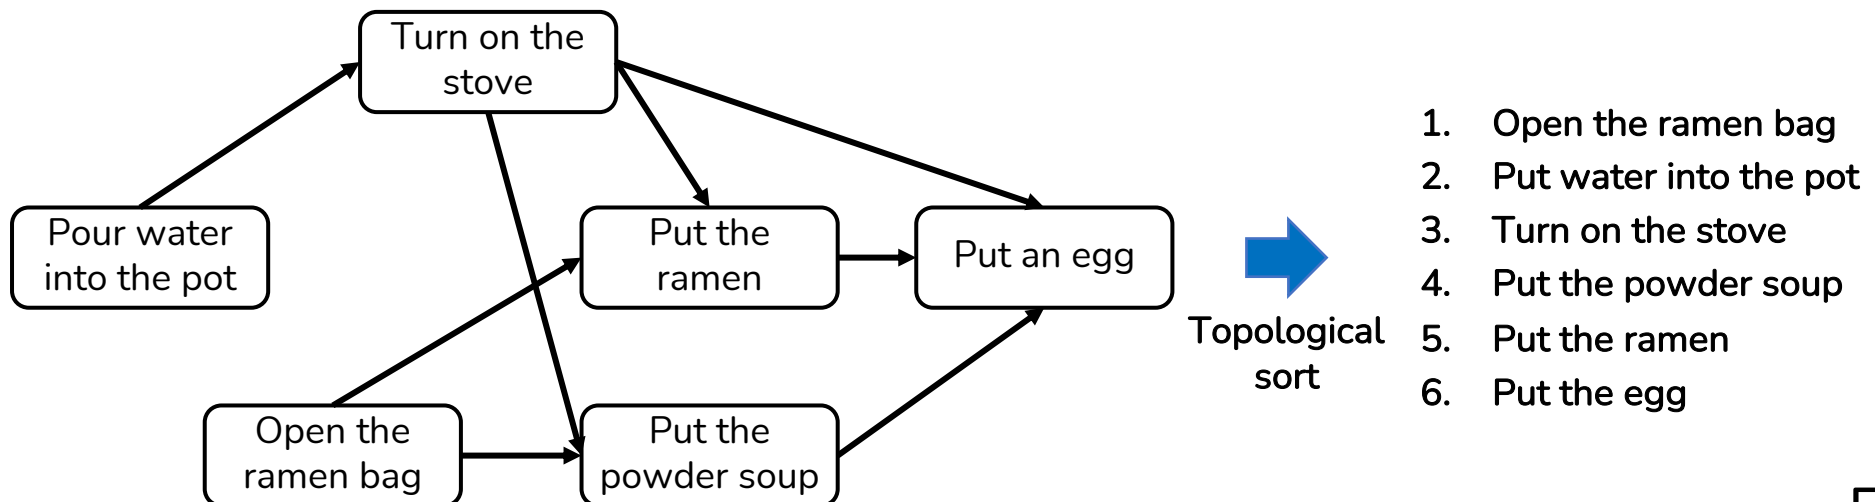 Turn on the
stove
Pour water
into the pot
Put the
ramen
Put an egg
Open the
ramen bag
Put the
powder soup
Topological
sort
1. Open the ramen bag
2. Put water into the pot
3. Turn on the stove
4. Put the powder soup
5. Put the ramen
6. Put the egg